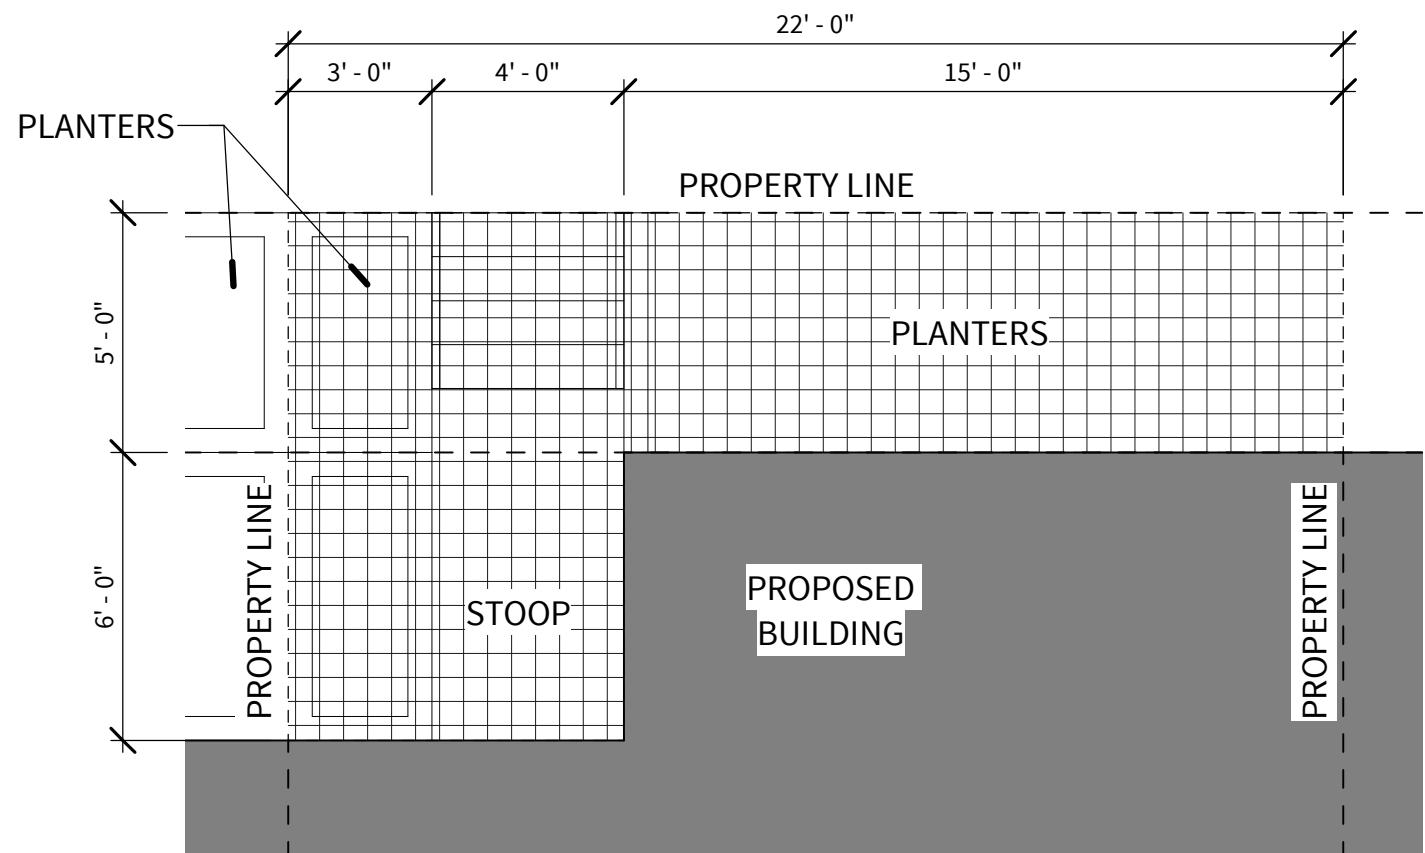 22' - 0"
3' - 0"
4' - 0"
15' - 0"
PLANTERS
PROPERTY LINE
5' - 0"
PLANTERS
6' - 0"
PROPERTY LINE
STOOP
PROPOSED
BUILDING
PROPERTY LINE